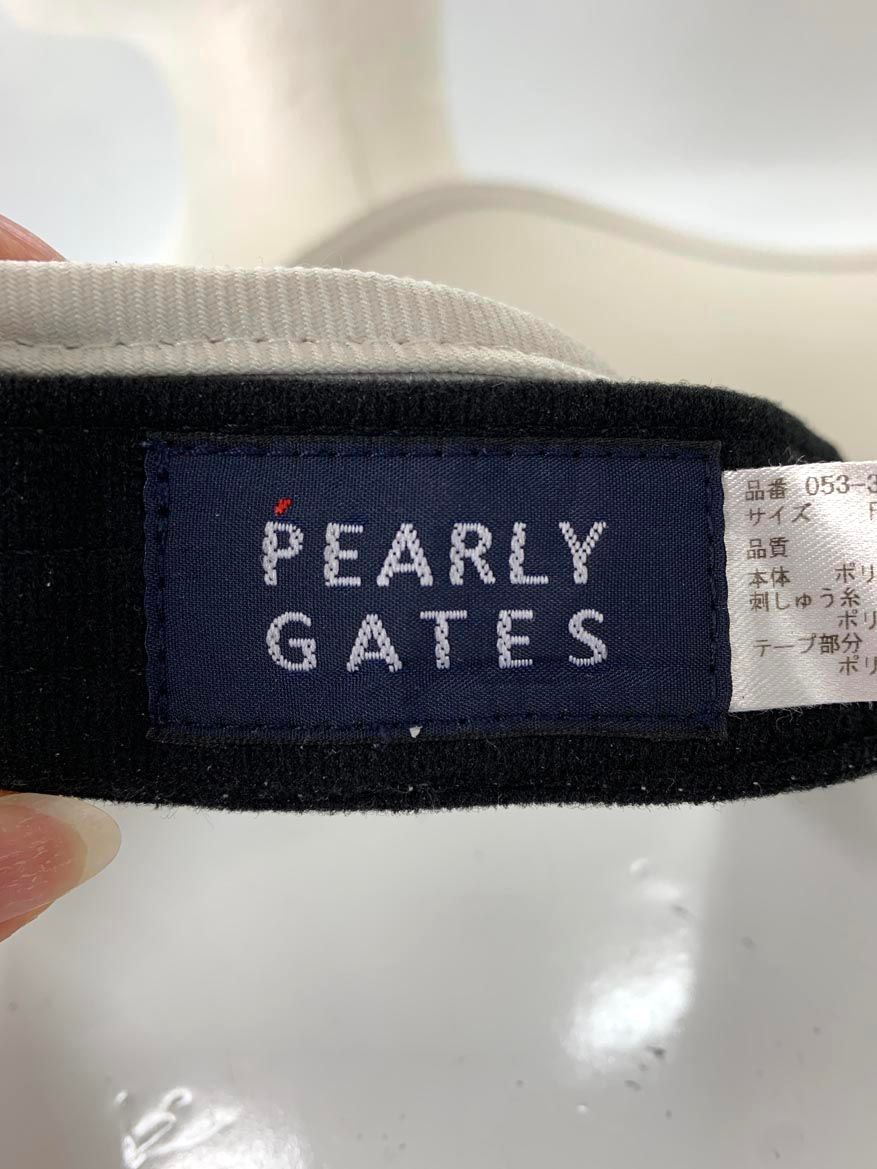 PEARLY
GATES
品番 053-3
サイズ F
品質
本体 ポリ
刺しゅう糸
ポリ
テープ部分
ポリ